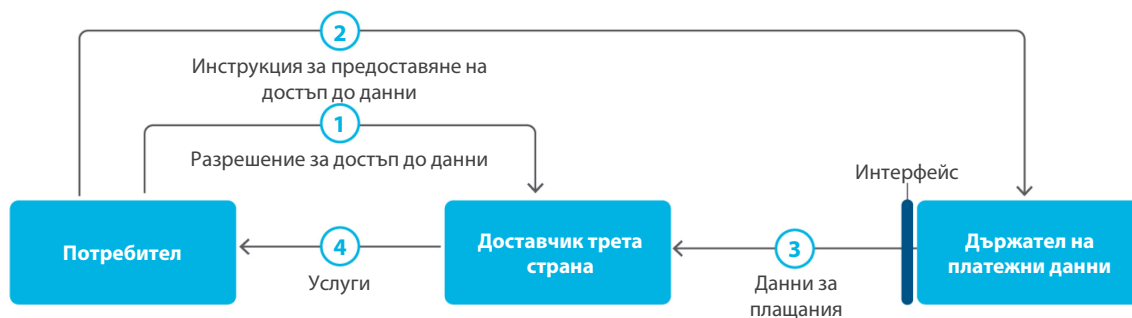 2
Инструкция за предоставяне на
достъп до данни
1
Разрешение за достъп до данни
Интерфейс
Потребител
4
Услуги
Доставчик трета
страна
3
Данни за
плащания
Държател на
платежни данни